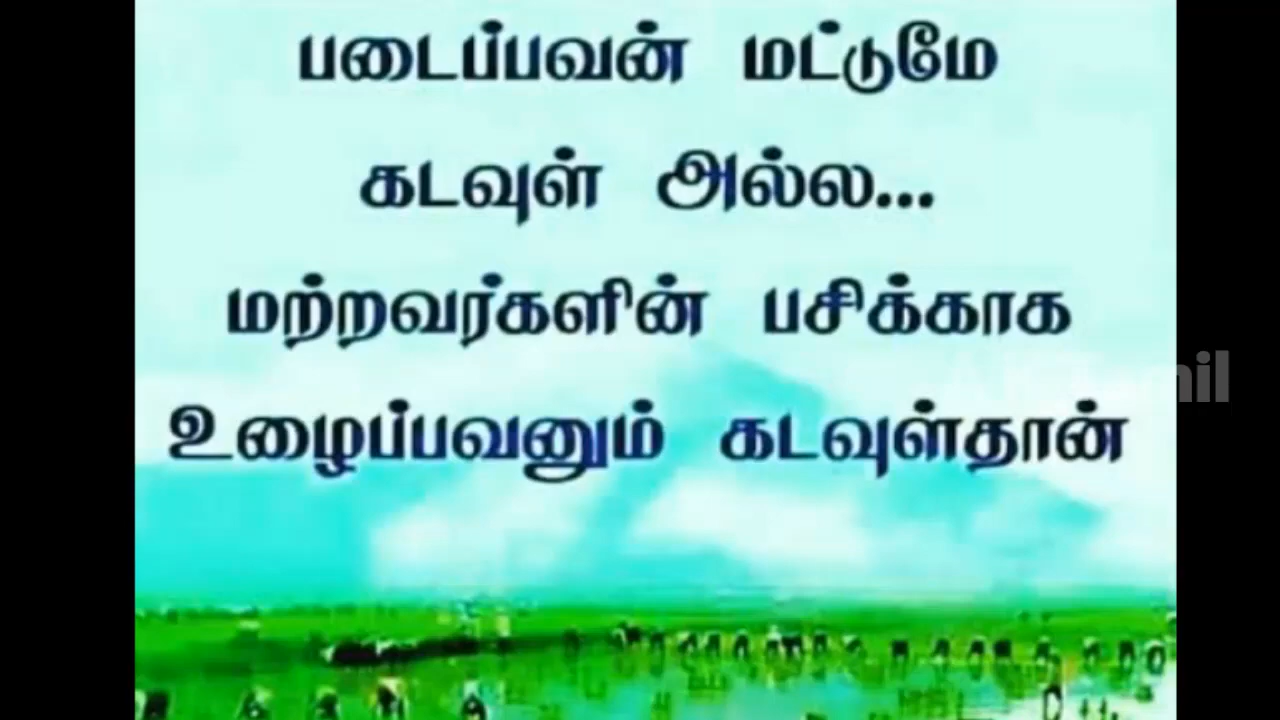 படைப்பவன் மட்டுமே
கடவுள் அல்ல...
மற்றவர்களின் பசிக்காக
உழைப்பவனும் கடவுள்தான்